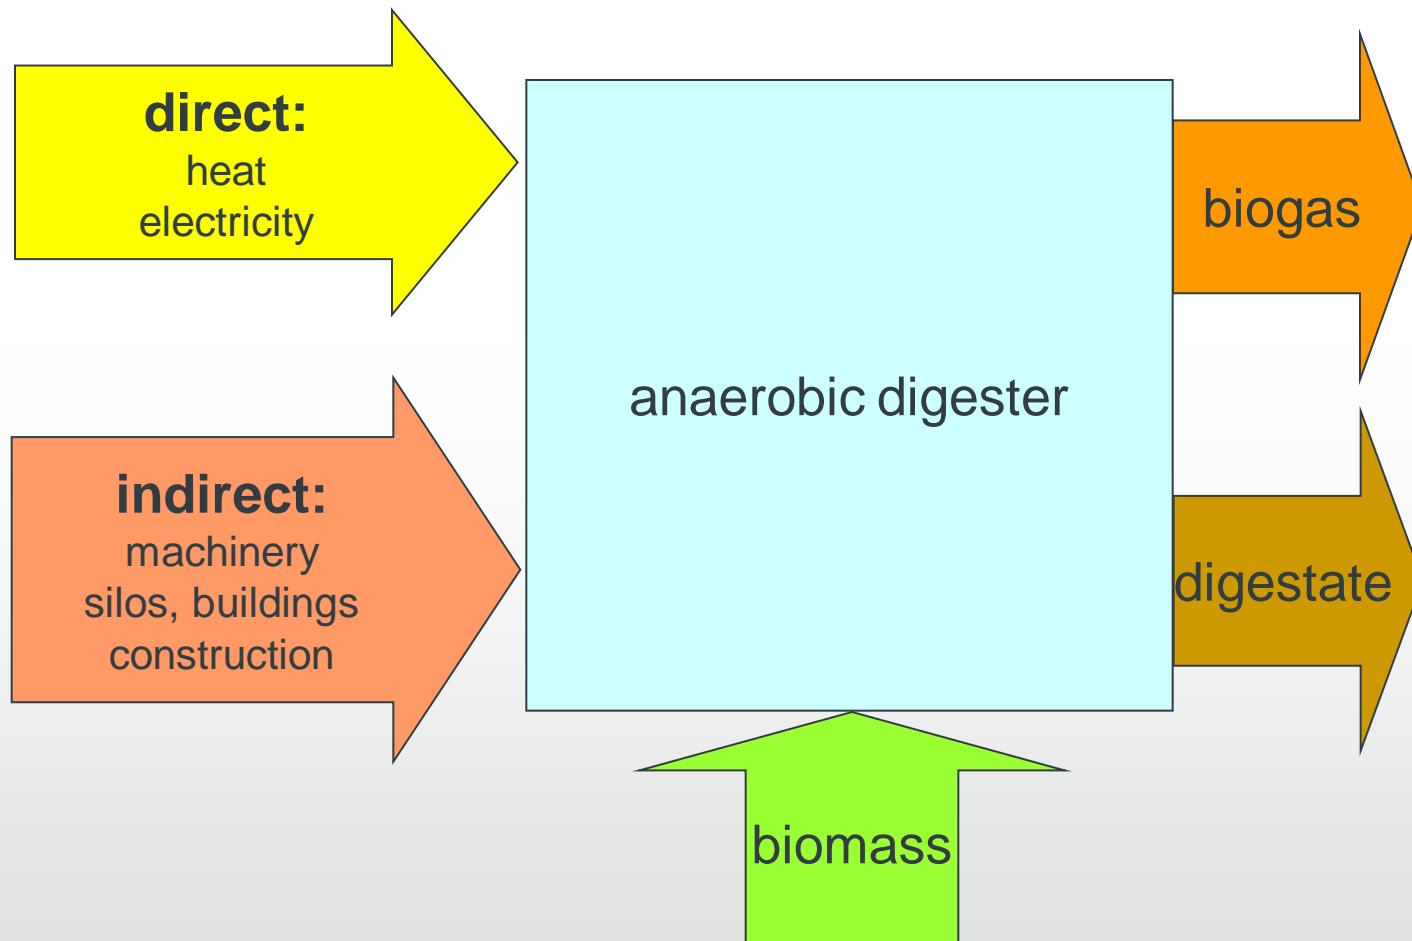 direct:
heat
electricity
biogas
anaerobic digester
indirect:
machinery
silos, buildings
construction
digestate
biomass